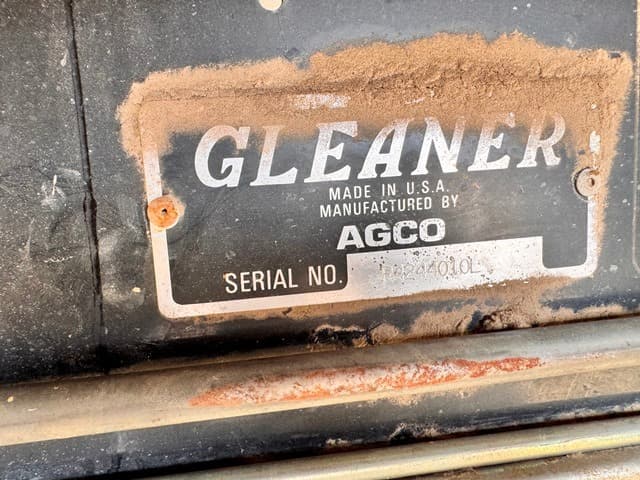 GLEANER
MADE IN U.S.A.
MANUFACTURED BY
AGCO
SERIAL NO.